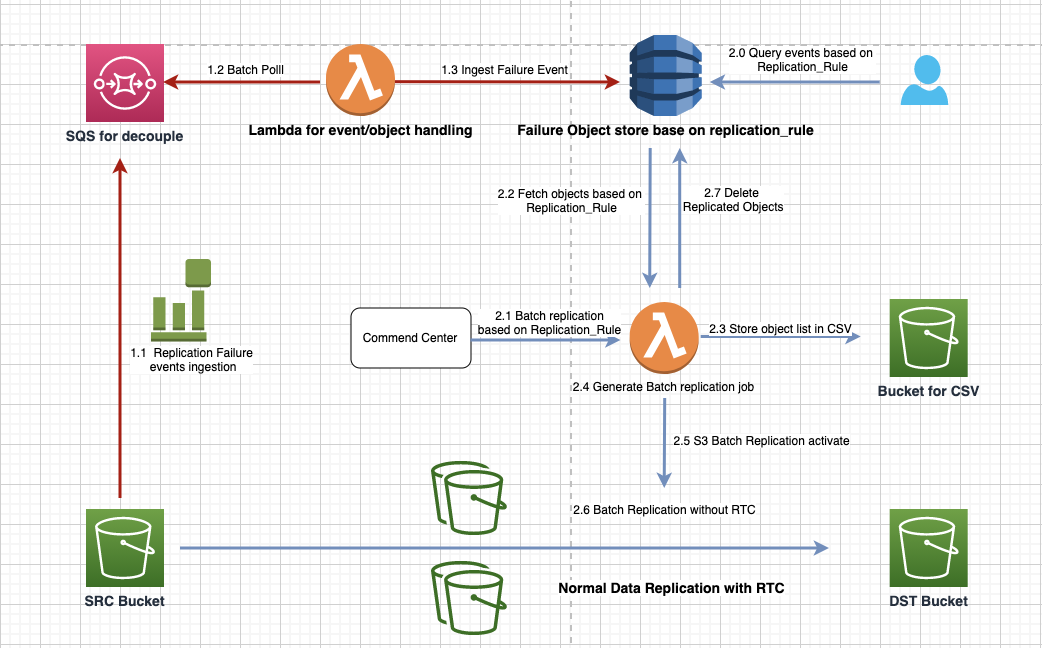 2.0 Query events based on
Replication_Rule
1.2 Batch Polll
1.3 Ingest Failure Event
SQS for decouple
Lambda for event/object handling
Failure Object store base on replication_rule
2.2 Fetch objects based on
Replication_Rule
2.7 Delete
Replicated Objects
2.1 Batch replication
based on Replication_Rule
2.3 Store object list in CSV
Commend Center
1.1 Replication Failure
events ingestion
2.4 Generate Batch replication job
Bucket for CSV
2.5 S3 Batch Replication activate
2.6 Batch Replication without RTC
Normal Data Replication with RTC
SRC Bucket
DST Bucket